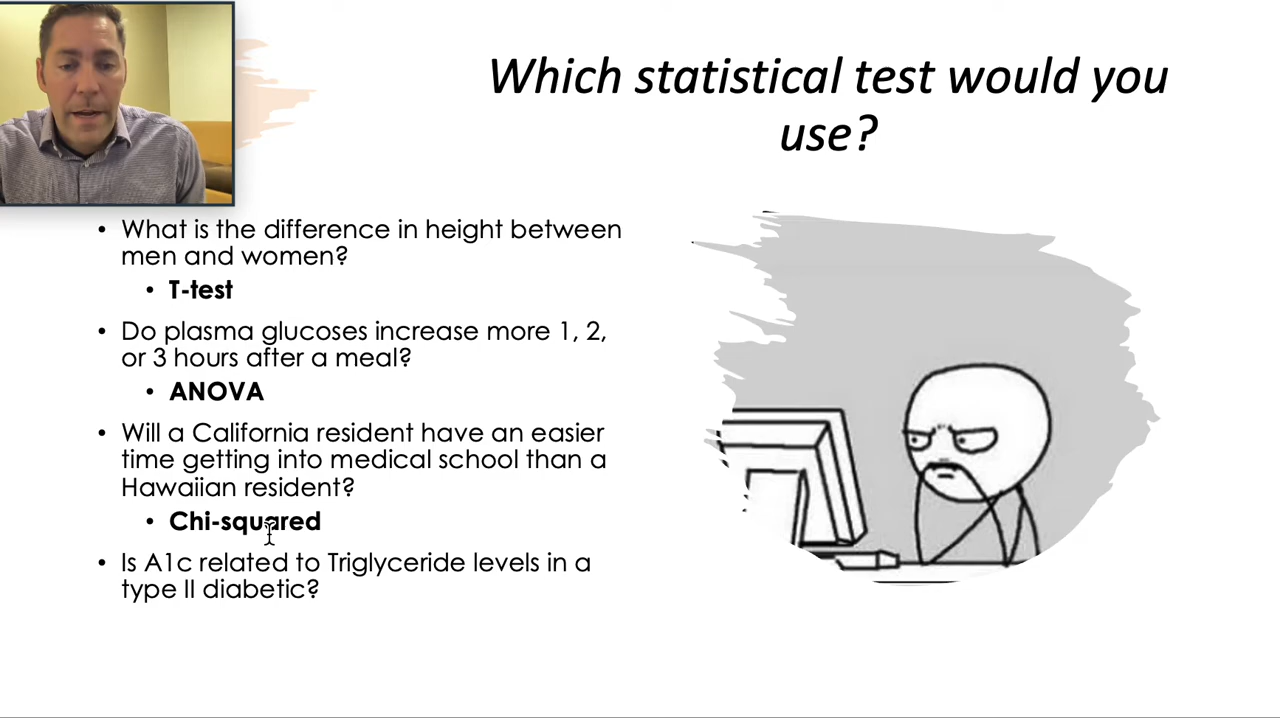 Which statistical test would you
use?
• What is the difference in height between
men and women?
• T-test
• Do plasma glucoses increase more 1, 2,
or 3 hours after a meal?
• ANOVA
• Will a California resident have an easier
time getting into medical school than a
Hawaiian resident?
• Chi-squared
• Is A1c related to Triglyceride levels in a
type II diabetic?